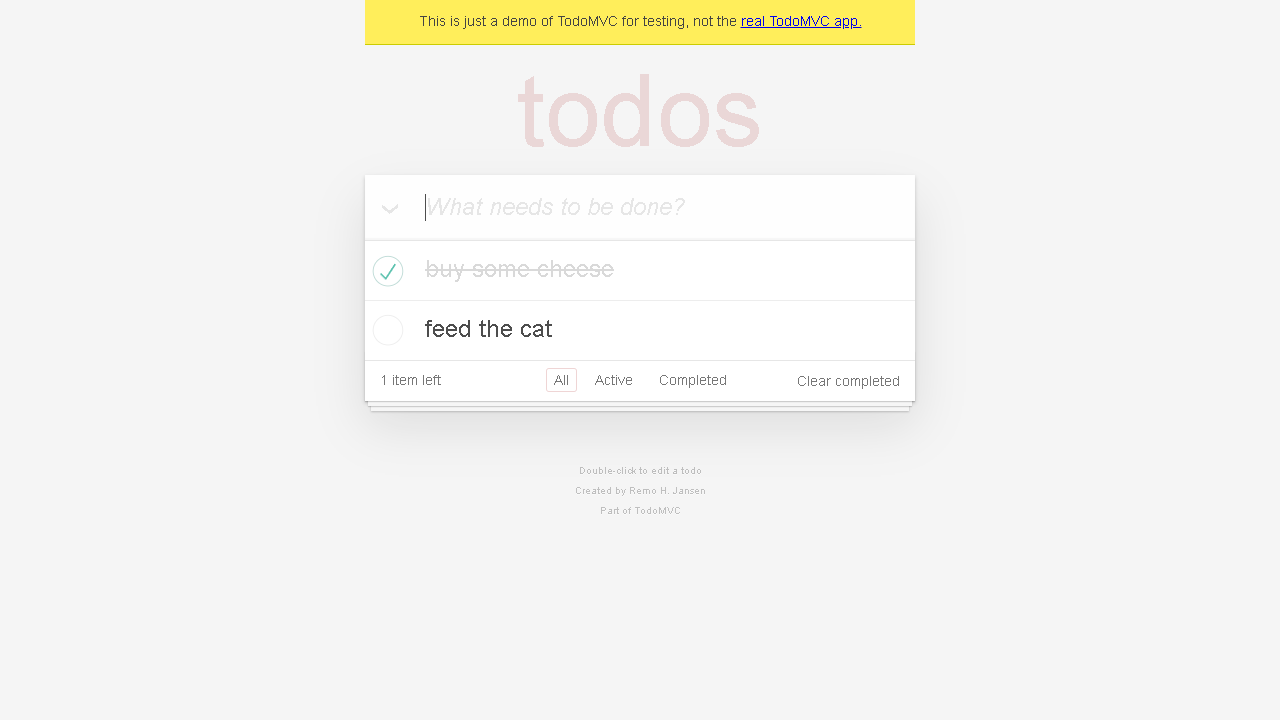 This is just a demo of TodoMVC for testing, not the real TodoMVC app.
todos
What needs to be done?
buy some cheese
feed the cat
1 item left All Active Completed Clear completed
Double-click to edit a todo
Created by Remo H. Jansen
Part of TodoMVC